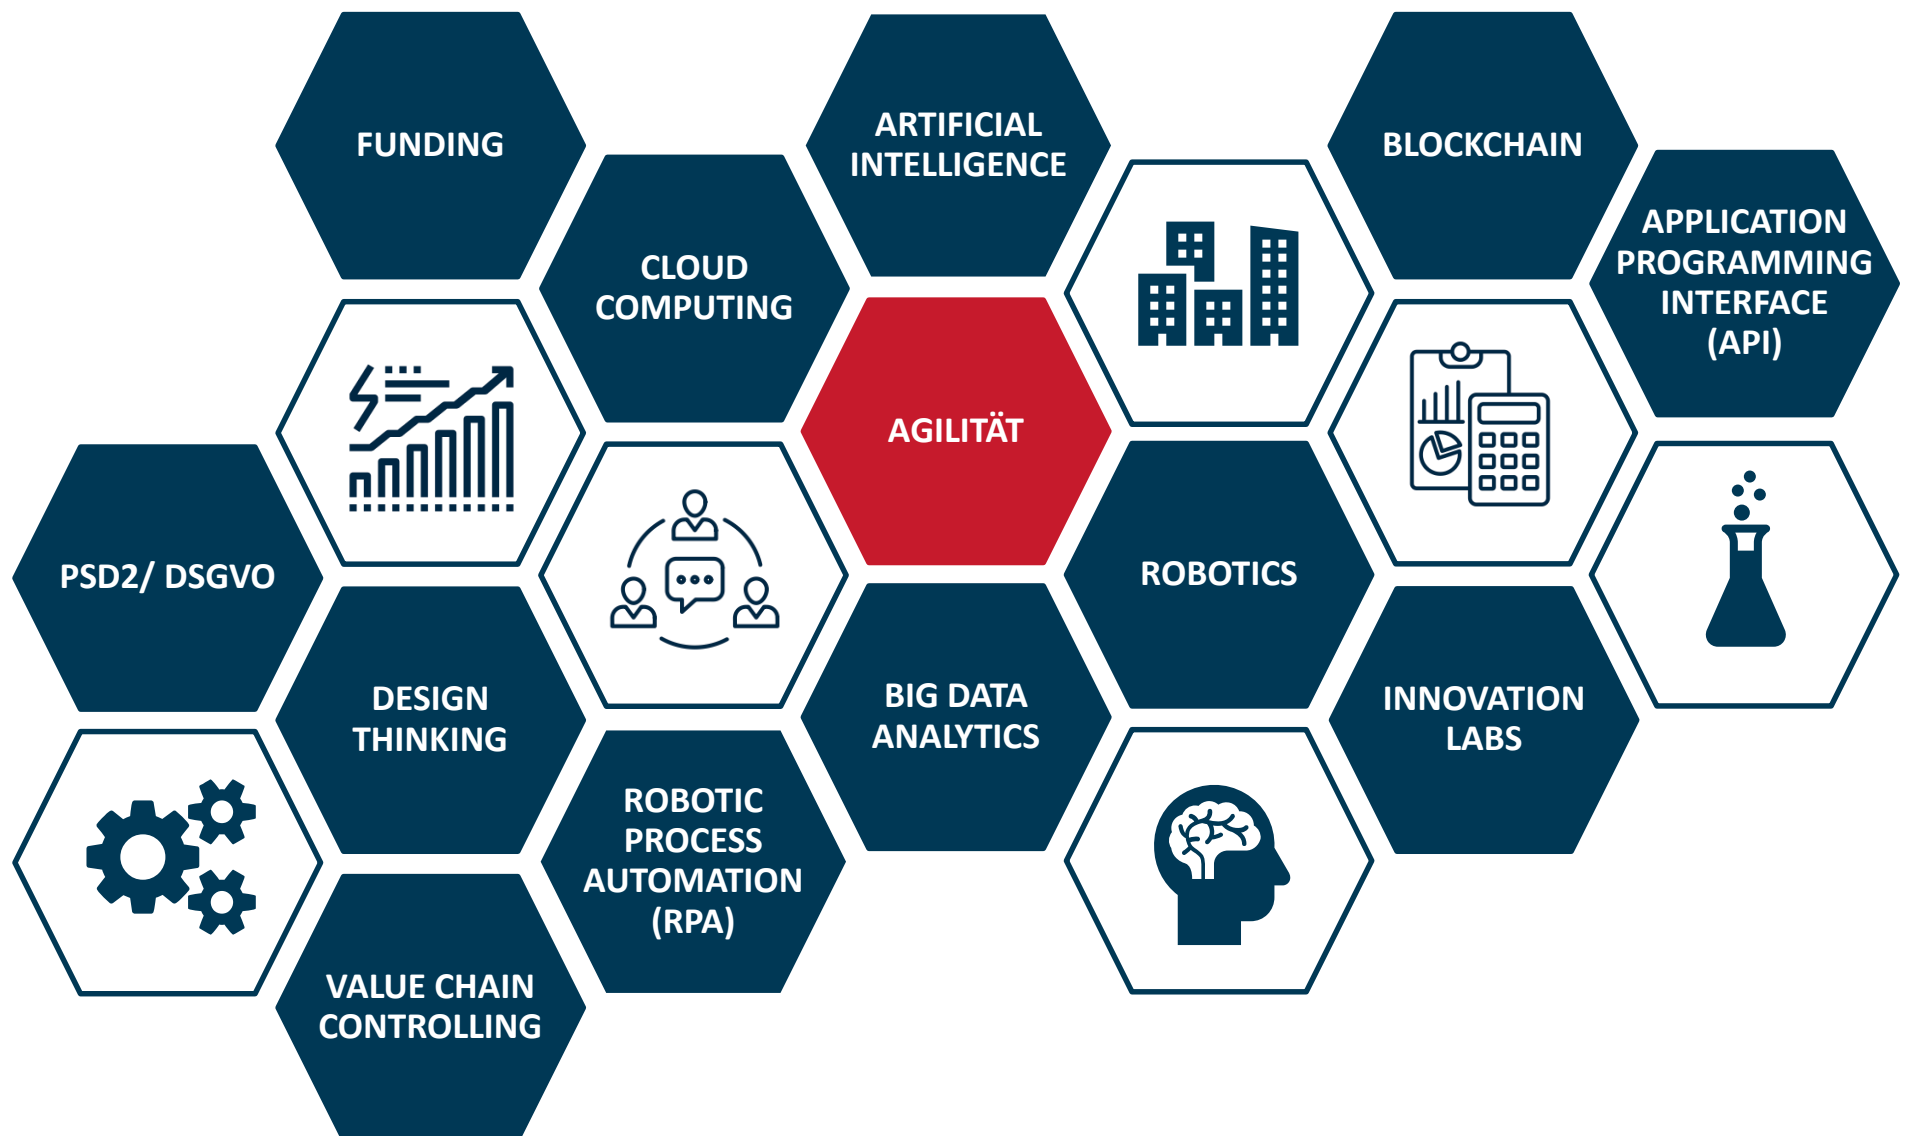 FUNDING
ARTIFICIAL
INTELLIGENCE
BLOCKCHAIN
CLOUD
COMPUTING
APPLICATION
PROGRAMMING
INTERFACE
(API)
AGILITÄT
PSD2/ DSGVO
ROBOTICS
DESIGN
THINKING
BIG DATA
ANALYTICS
INNOVATION
LABS
ROBOTIC
PROCESS
AUTOMATION
(RPA)
VALUE CHAIN
CONTROLLING